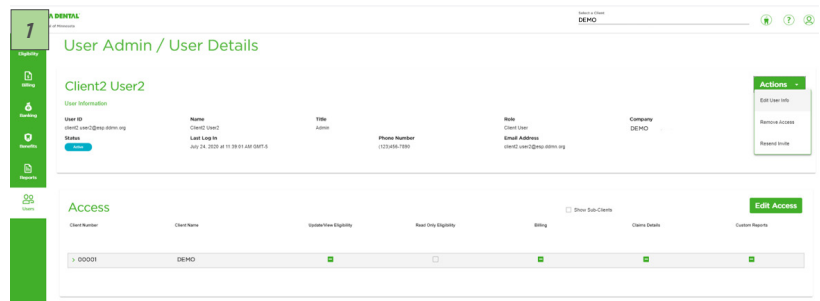 1
A DENTAL
of Minnesota
Select a Client
DEMO
?
User Admin / User Details
Eligibility
Billing
Banking
Benefits
Reports
Users
Client2 User2
Actions
User Information
Edit User Info
Remove Access
Resend Invite
User ID Name Title Role Company
client2.user2@esp.ddmn.org Client2 User2 Admin Client User DEMO
Status Last Log In Phone Number Email Address
Active July 24, 2020 at 11:39:01 AM GMT-5 (123)456-7890 client2.user2@esp.ddmn.org
Access
Show Sub-Clients
Edit Access
Client Number Client Name Update/View Eligibility Read Only Eligibility Billing Claims Details Custom Reports
> 00001 DEMO